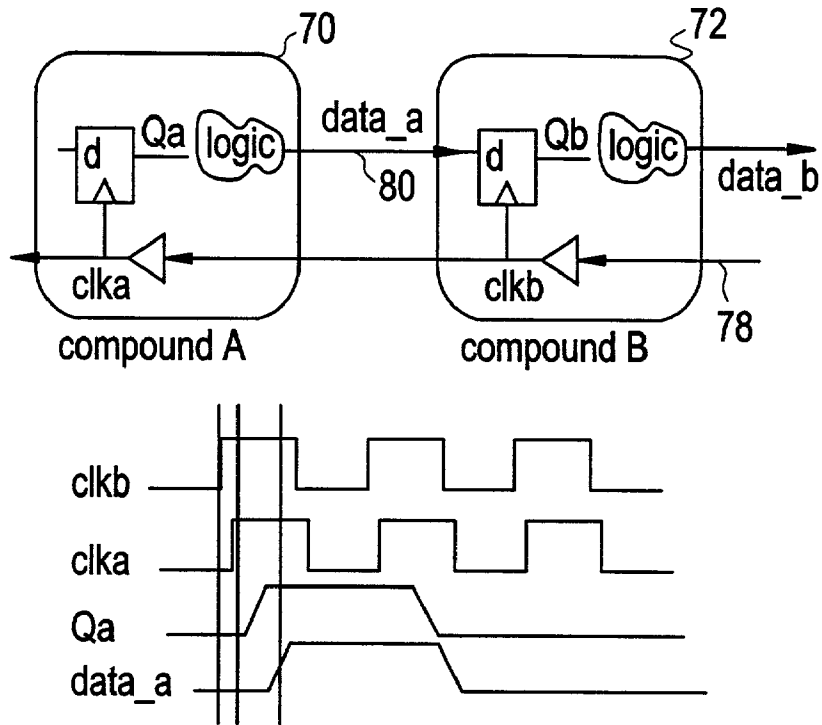 70
72
Qa
logic
data_a
Qb
logic
d
d
80
data_b
clka
clkb
78
compound A
compound B
clkb
clka
Qa
data_a